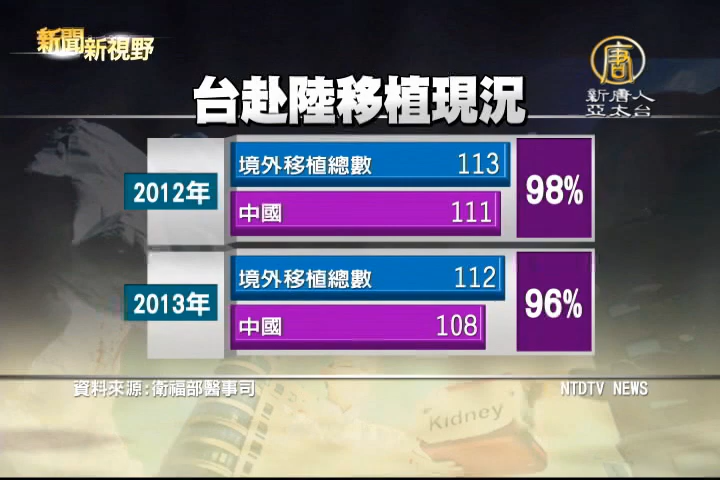 新聞新視野
唐
新唐人
亞太台
台赴陸移植現況
2012年
境外移植總數 113
中國 111
98%
2013年
境外移植總數 112
中國 108
96%
資料來源:衛福部醫事司
NTDTV NEWS
Kidney